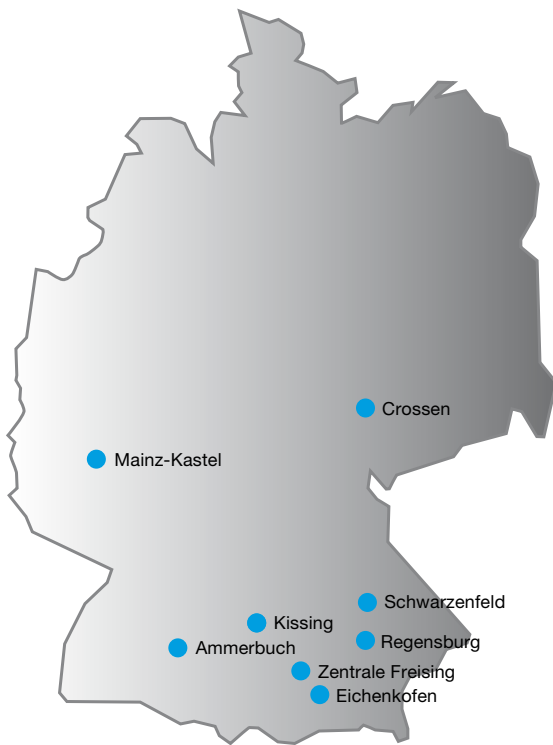 Crossen
Mainz-Kastel
Schwarzenfeld
Kissing
Regensburg
Ammerbuch
Zentrale Freising
Eichenkofen